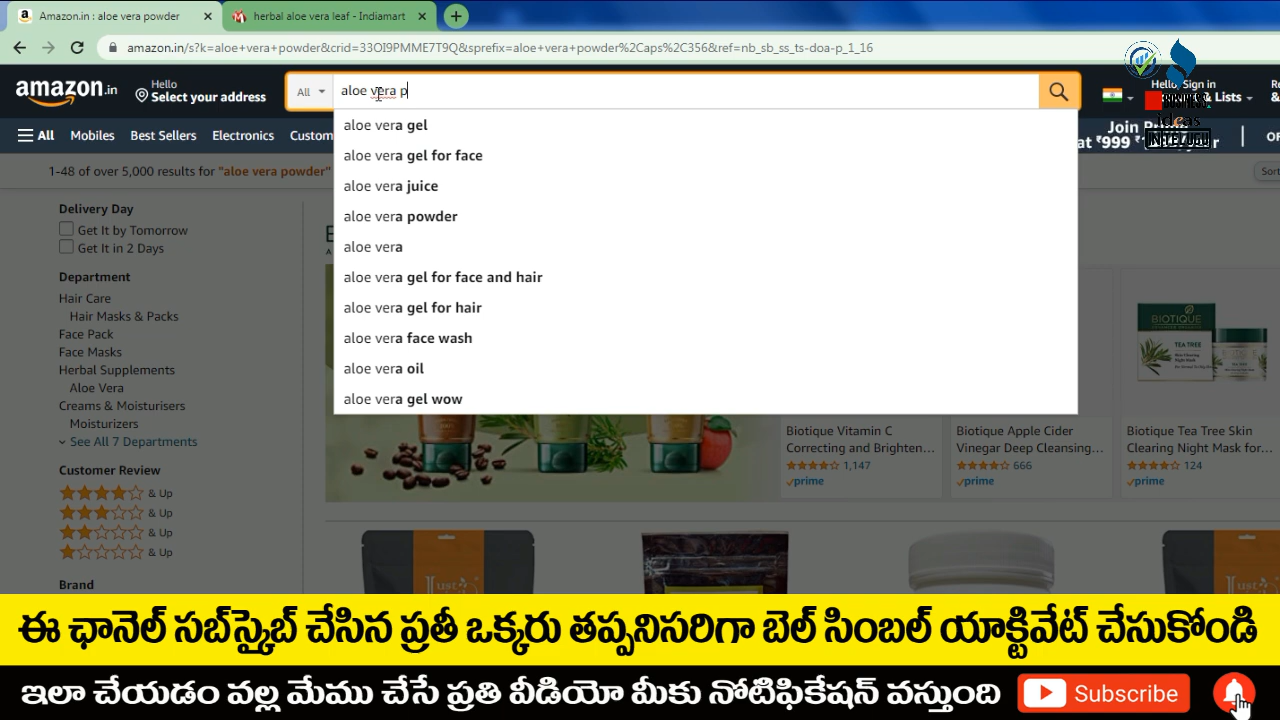 Amazon.in : aloe vera powder
herbal aloe vera leaf - Indiamart
amazon.in/s?k=aloe+vera+powder&crid=33OI9PMME7T9Q&sprefix=aloe+vera+powder%2Caps%2C356&ref=nb_sb_ss_ts-doa-p_1_16
amazon.in
Hello
Select your address
All
aloe vera p
Hello, Sign in
& Lists
BUSINESS
ideas
IN TELUGU
All
Mobiles
Best Sellers
Electronics
Custom
Join
at ₹999
1-48 of over 5,000 results for "aloe vera powder"
Sort
aloe vera gel
aloe vera gel for face
aloe vera juice
aloe vera powder
aloe vera
aloe vera gel for face and hair
aloe vera gel for hair
aloe vera face wash
aloe vera oil
aloe vera gel wow
Delivery Day
Get It by Tomorrow
Get It in 2 Days
Department
Hair Care
Hair Masks & Packs
Face Pack
Face Masks
Herbal Supplements
Aloe Vera
Creams & Moisturisers
Moisturizers
See All 7 Departments
Customer Review
& Up
& Up
& Up
& Up
Brand
BIOTIQUE
TEA TREE
Biotique Vitamin C
Correcting and Brighten...
1,147
prime
Biotique Apple Cider
Vinegar Deep Cleansing...
666
prime
Biotique Tea Tree Skin
Clearing Night Mask for...
124
prime
ఈ ఛానెల్ సబ్‌స్క్రైబ్ చేసిన ప్రతీ ఒక్కరు తప్పనిసరిగా బెల్ సింబల్ యాక్టివేట్ చేసుకోండి
ఇలా చేయడం వల్ల మేము చేసే ప్రతి వీడియో మీకు నోటిఫికేషన్ వస్తుంది
Subscribe